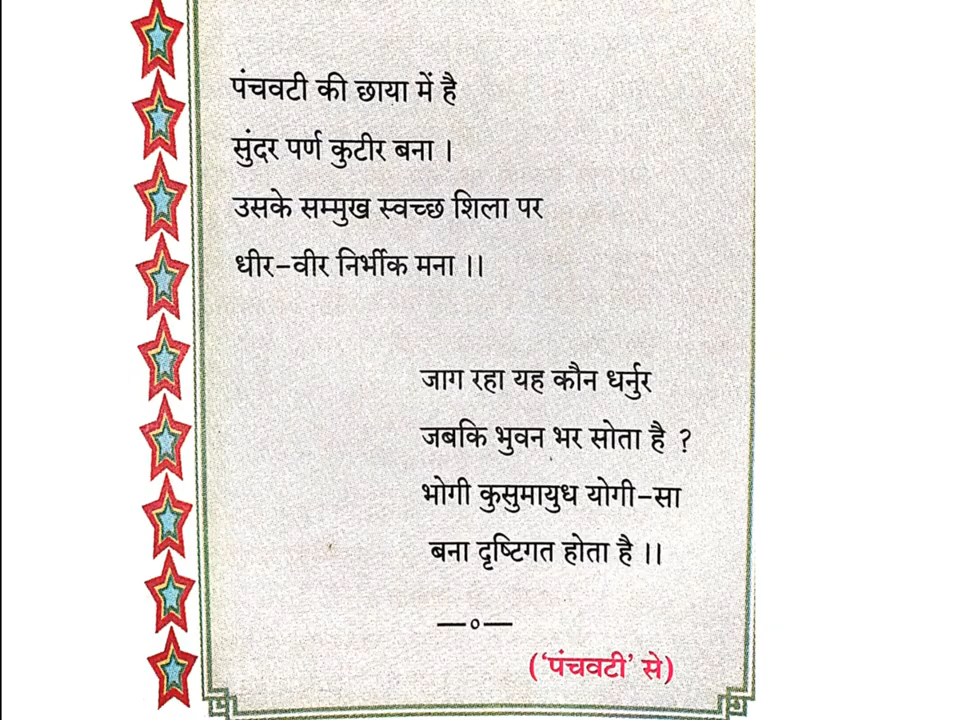 पंचवटी की छाया में है
सुंदर पर्ण कुटीर बना ।
उसके सम्मुख स्वच्छ शिला पर
धीर-वीर निर्भीक मना ।।
जाग रहा यह कौन धर्नुर
जबकि भुवन भर सोता है ?
भोगी कुसुमायुध योगी-सा
बना दृष्टिगत होता है ।।
—०—
('पंचवटी' से)